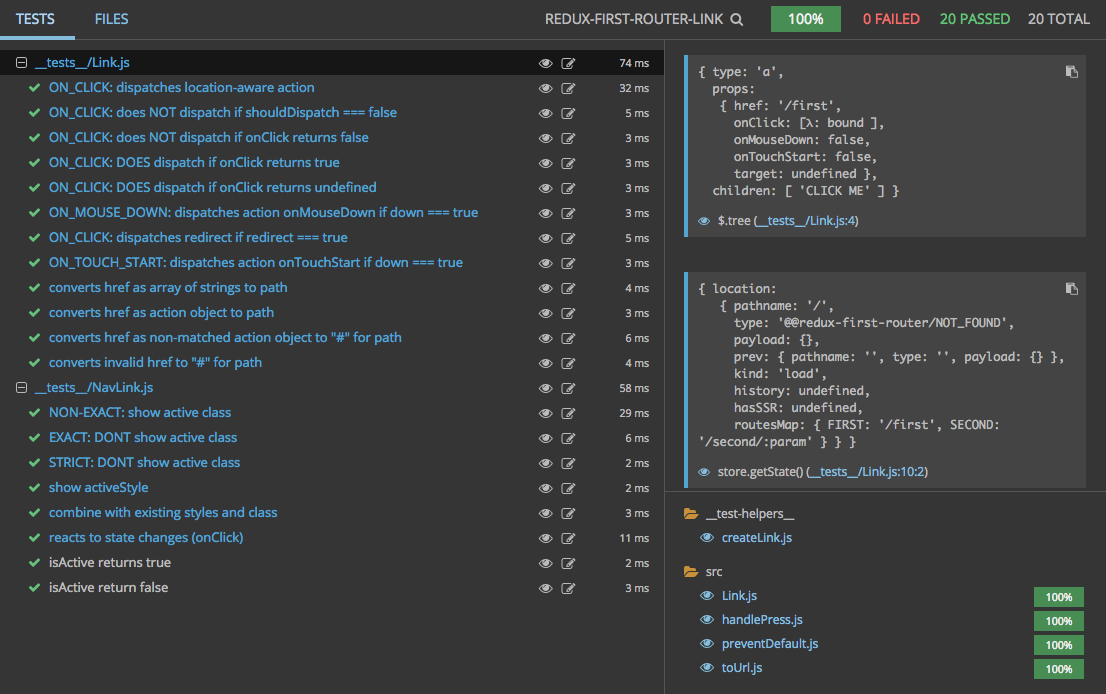 TESTS FILES REDUX-FIRST-ROUTER-LINK 100% 0 FAILED 20 PASSED 20 TOTAL
__tests__/Link.js 74 ms
ON_CLICK: dispatches location-aware action 32 ms
ON_CLICK: does NOT dispatch if shouldDispatch === false 5 ms
ON_CLICK: does NOT dispatch if onClick returns false 3 ms
ON_CLICK: DOES dispatch if onClick returns true 3 ms
ON_CLICK: DOES dispatch if onClick returns undefined 3 ms
ON_MOUSE_DOWN: dispatches action onMouseDown if down === true 3 ms
ON_CLICK: dispatches redirect if redirect === true 5 ms
ON_TOUCH_START: dispatches action onTouchStart if down === true 3 ms
converts href as array of strings to path 4 ms
converts href as action object to path 3 ms
converts href as non-matched action object to "#" for path 6 ms
converts invalid href to "#" for path 4 ms
__tests__/NavLink.js 58 ms
NON-EXACT: show active class 29 ms
EXACT: DONT show active class 6 ms
STRICT: DONT show active class 2 ms
show activeStyle 2 ms
combine with existing styles and class 3 ms
reacts to state changes (onClick) 11 ms
isActive returns true 2 ms
isActive return false 3 ms
{ type: 'a',
props:
{ href: '/first',
onClick: [λ: bound ],
onMouseDown: false,
onTouchStart: false,
target: undefined },
children: [ 'CLICK ME' ] }
$.tree (__tests__/Link.js:4)
{ location:
{ pathname: '/',
type: '@@redux-first-router/NOT_FOUND',
payload: {},
prev: { pathname: '', type: '', payload: {} },
kind: 'load',
history: undefined,
hasSSR: undefined,
routesMap: { FIRST: '/first', SECOND:
'/second/:param' } } }
store.getState() (__tests__/Link.js:10:2)
__test-helpers__
createLink.js
src
Link.js 100%
handlePress.js 100%
preventDefault.js 100%
toUrl.js 100%